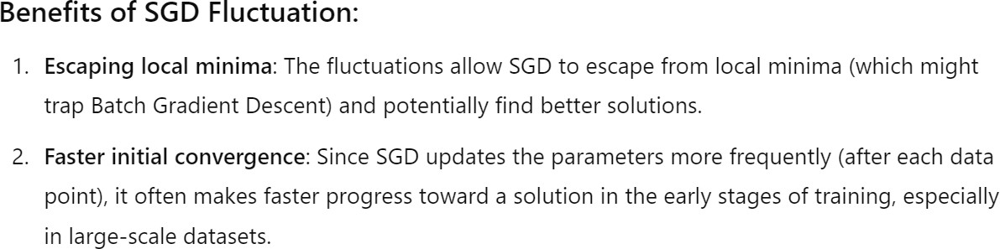 Benefits of SGD Fluctuation:
1. Escaping local minima: The fluctuations allow SGD to escape from local minima (which might
trap Batch Gradient Descent) and potentially find better solutions.
2. Faster initial convergence: Since SGD updates the parameters more frequently (after each data
point), it often makes faster progress toward a solution in the early stages of training, especially
in large-scale datasets.